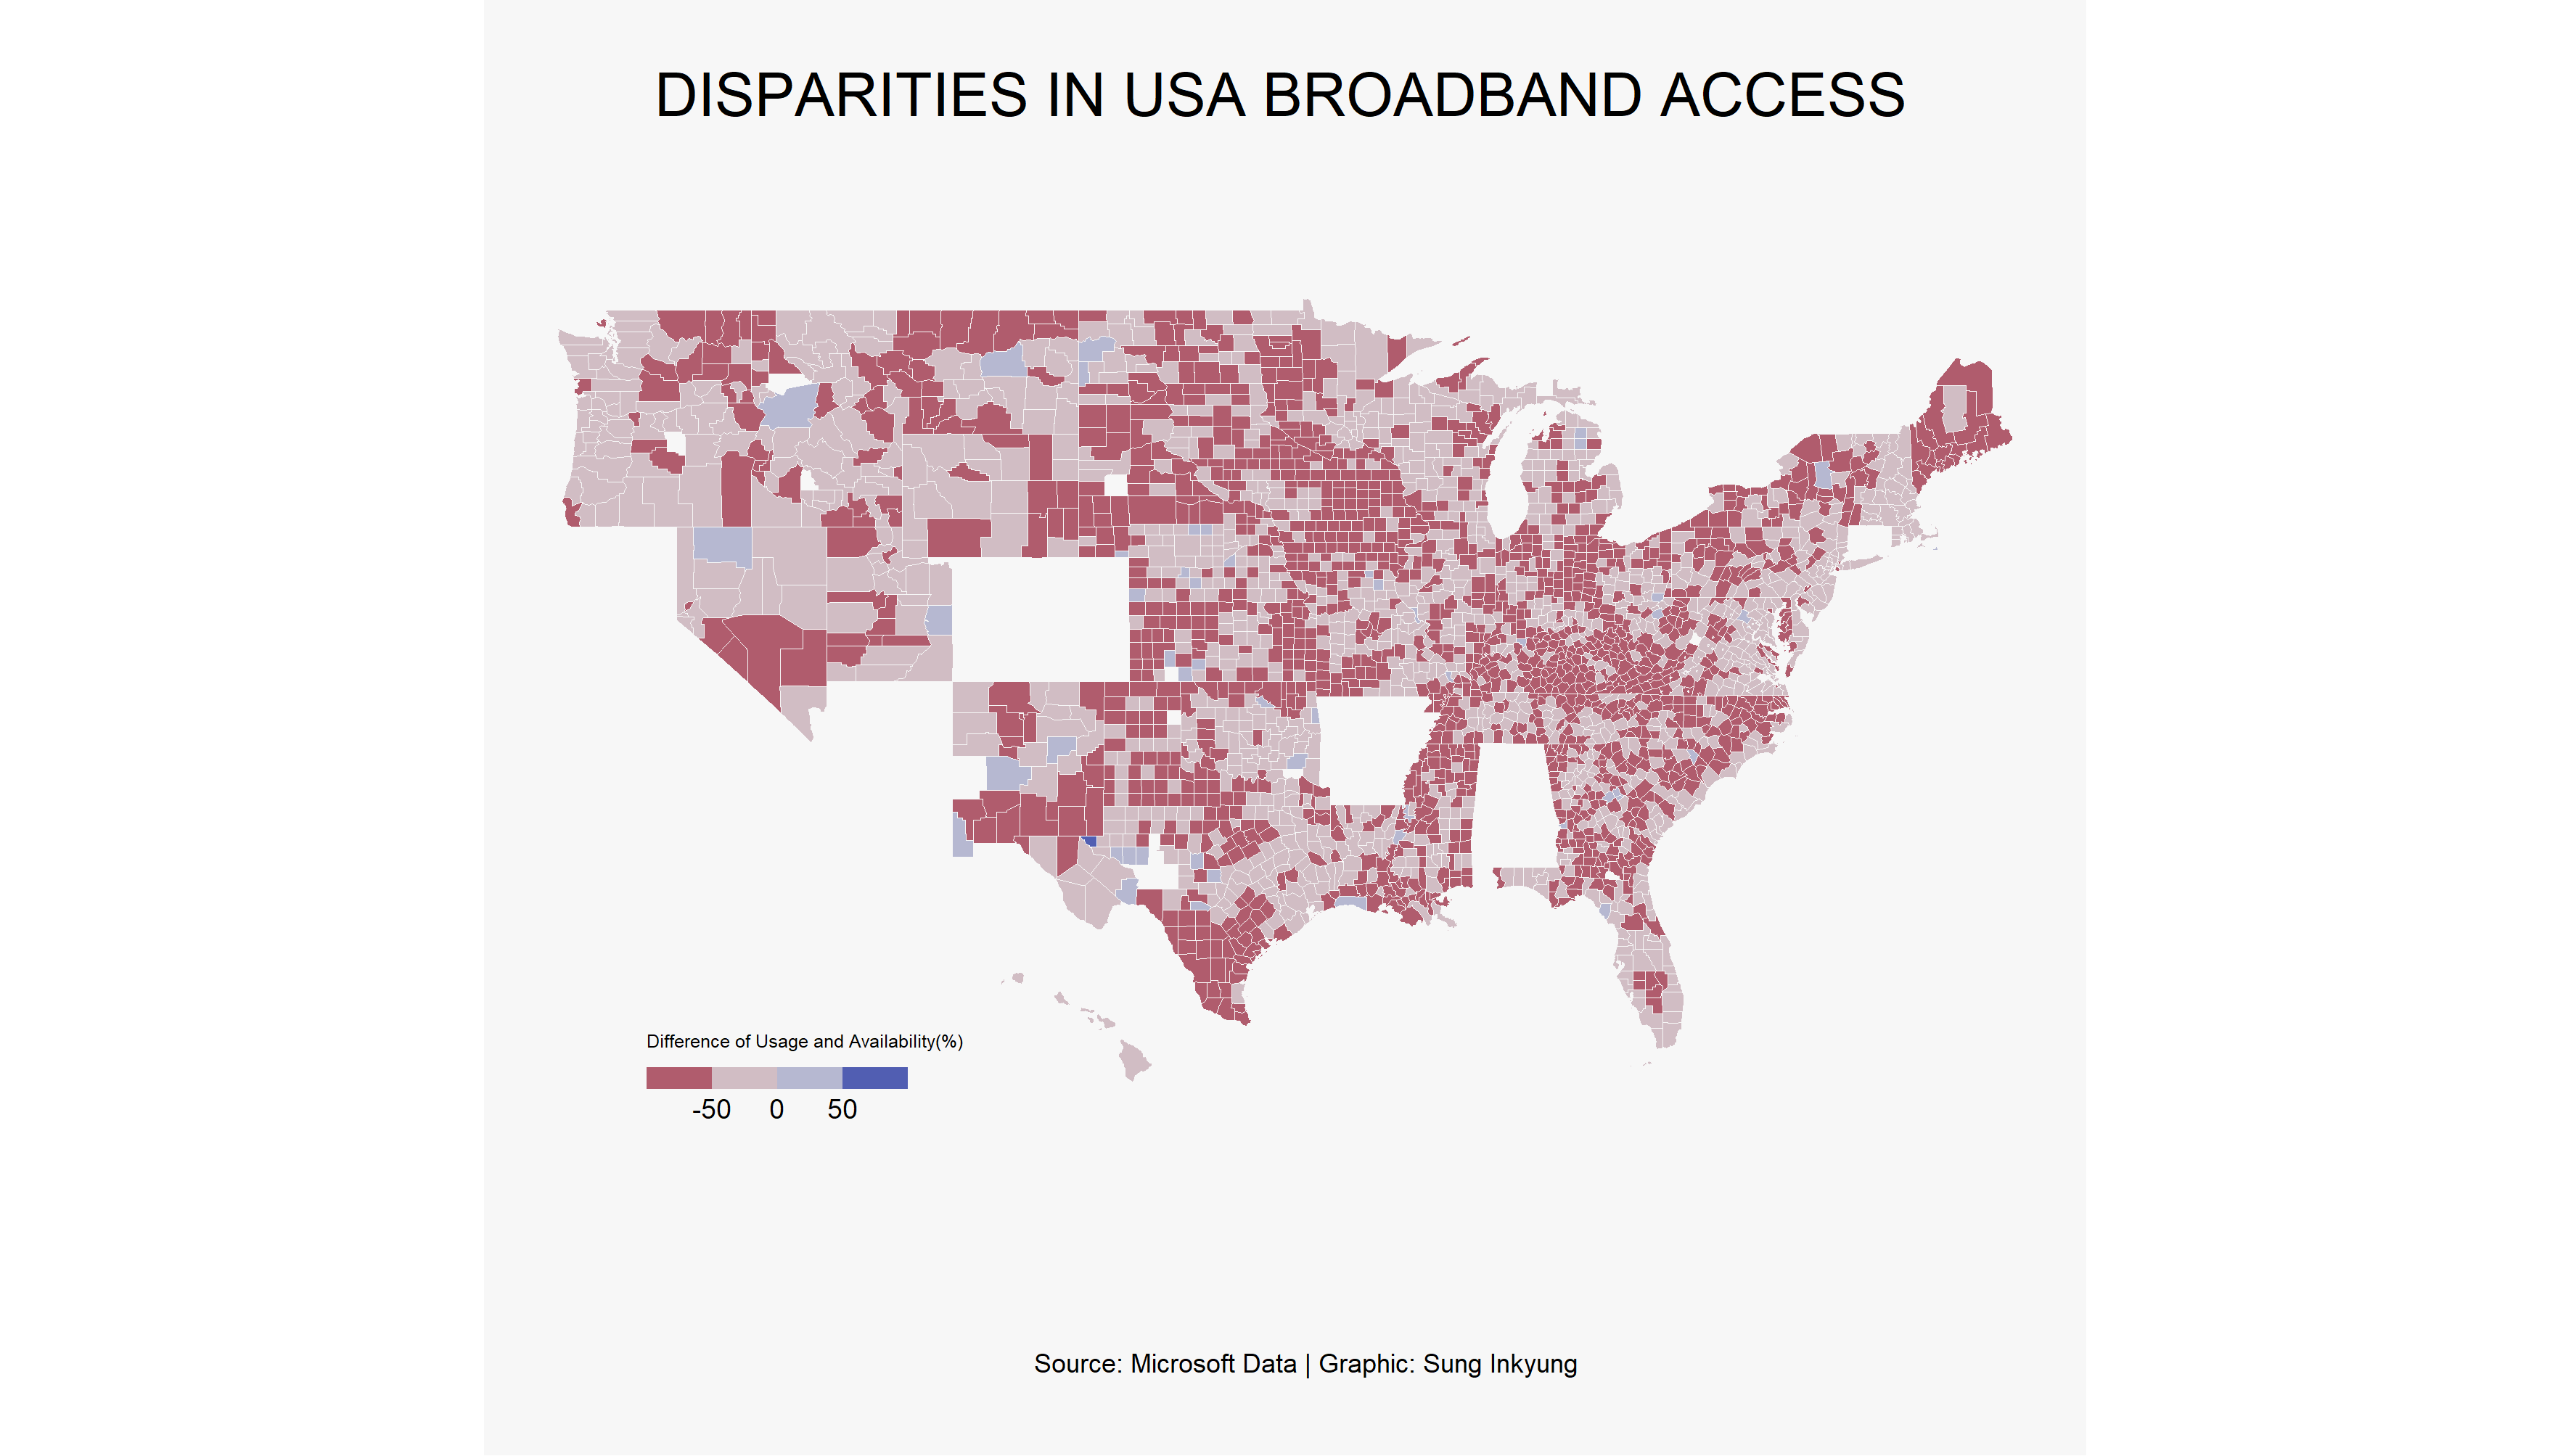 DISPARITIES IN USA BROADBAND ACCESS
Difference of Usage and Availability(%)
-50 0 50
Source: Microsoft Data | Graphic: Sung Inkyung